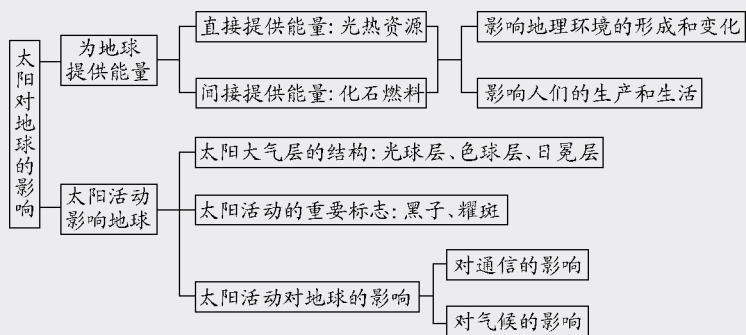 太阳对地球的影响
为地球
提供能量
直接提供能量：光热资源
间接提供能量：化石燃料
影响地理环境的形成和变化
影响人们的生产和生活
太阳活动
影响地球
太阳大气层的结构：光球层、色球层、日冕层
太阳活动的重要标志：黑子、耀斑
太阳活动对地球的影响
对通信的影响
对气候的影响